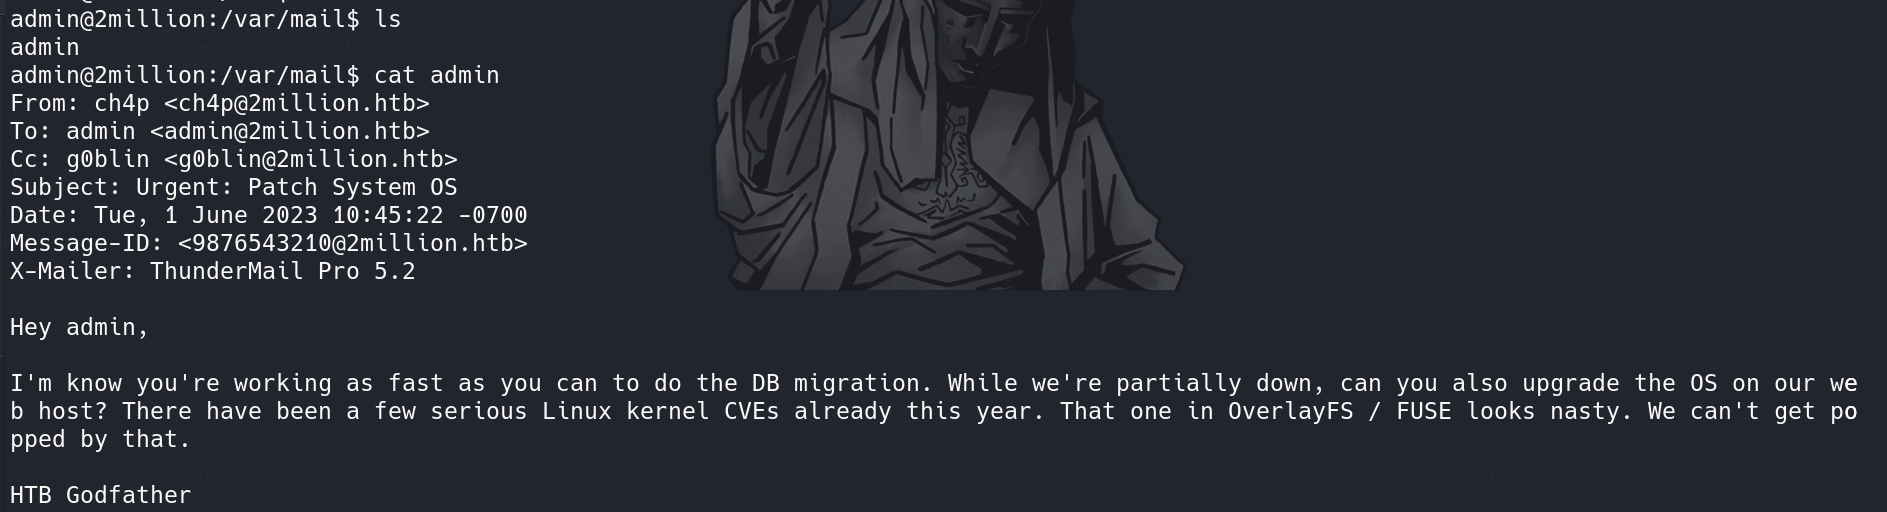 admin@2million:/var/mail$ ls
admin
admin@2million:/var/mail$ cat admin
From: ch4p <ch4p@2million.htb>
To: admin <admin@2million.htb>
Cc: g0blin <g0blin@2million.htb>
Subject: Urgent: Patch System OS
Date: Tue, 1 June 2023 10:45:22 -0700
Message-ID: <9876543210@2million.htb>
X-Mailer: ThunderMail Pro 5.2

Hey admin,

I'm know you're working as fast as you can to do the DB migration. While we're partially down, can you also upgrade the OS on our we
b host? There have been a few serious Linux kernel CVEs already this year. That one in OverlayFS / FUSE looks nasty. We can't get po
pped by that.

HTB Godfather